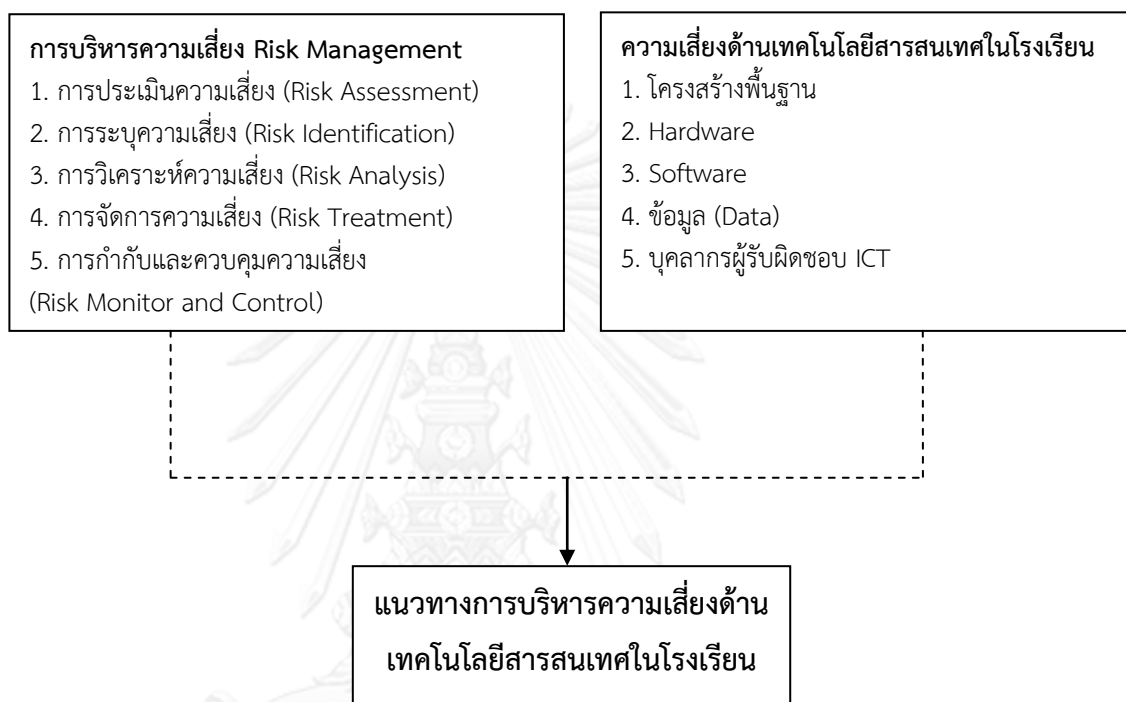 การบริหารความเสี่ยง Risk Management
1. การประเมินความเสี่ยง (Risk Assessment)
2. การระบุความเสี่ยง (Risk Identification)
3. การวิเคราะห์ความเสี่ยง (Risk Analysis)
4. การจัดการความเสี่ยง (Risk Treatment)
5. การกำกับและควบคุมความเสี่ยง
(Risk Monitor and Control)
ความเสี่ยงด้านเทคโนโลยีสารสนเทศในโรงเรียน
1. โครงสร้างพื้นฐาน
2. Hardware
3. Software
4. ข้อมูล (Data)
5. บุคลากรผู้รับผิดชอบ ICT
แนวทางการบริหารความเสี่ยงด้าน
เทคโนโลยีสารสนเทศในโรงเรียน